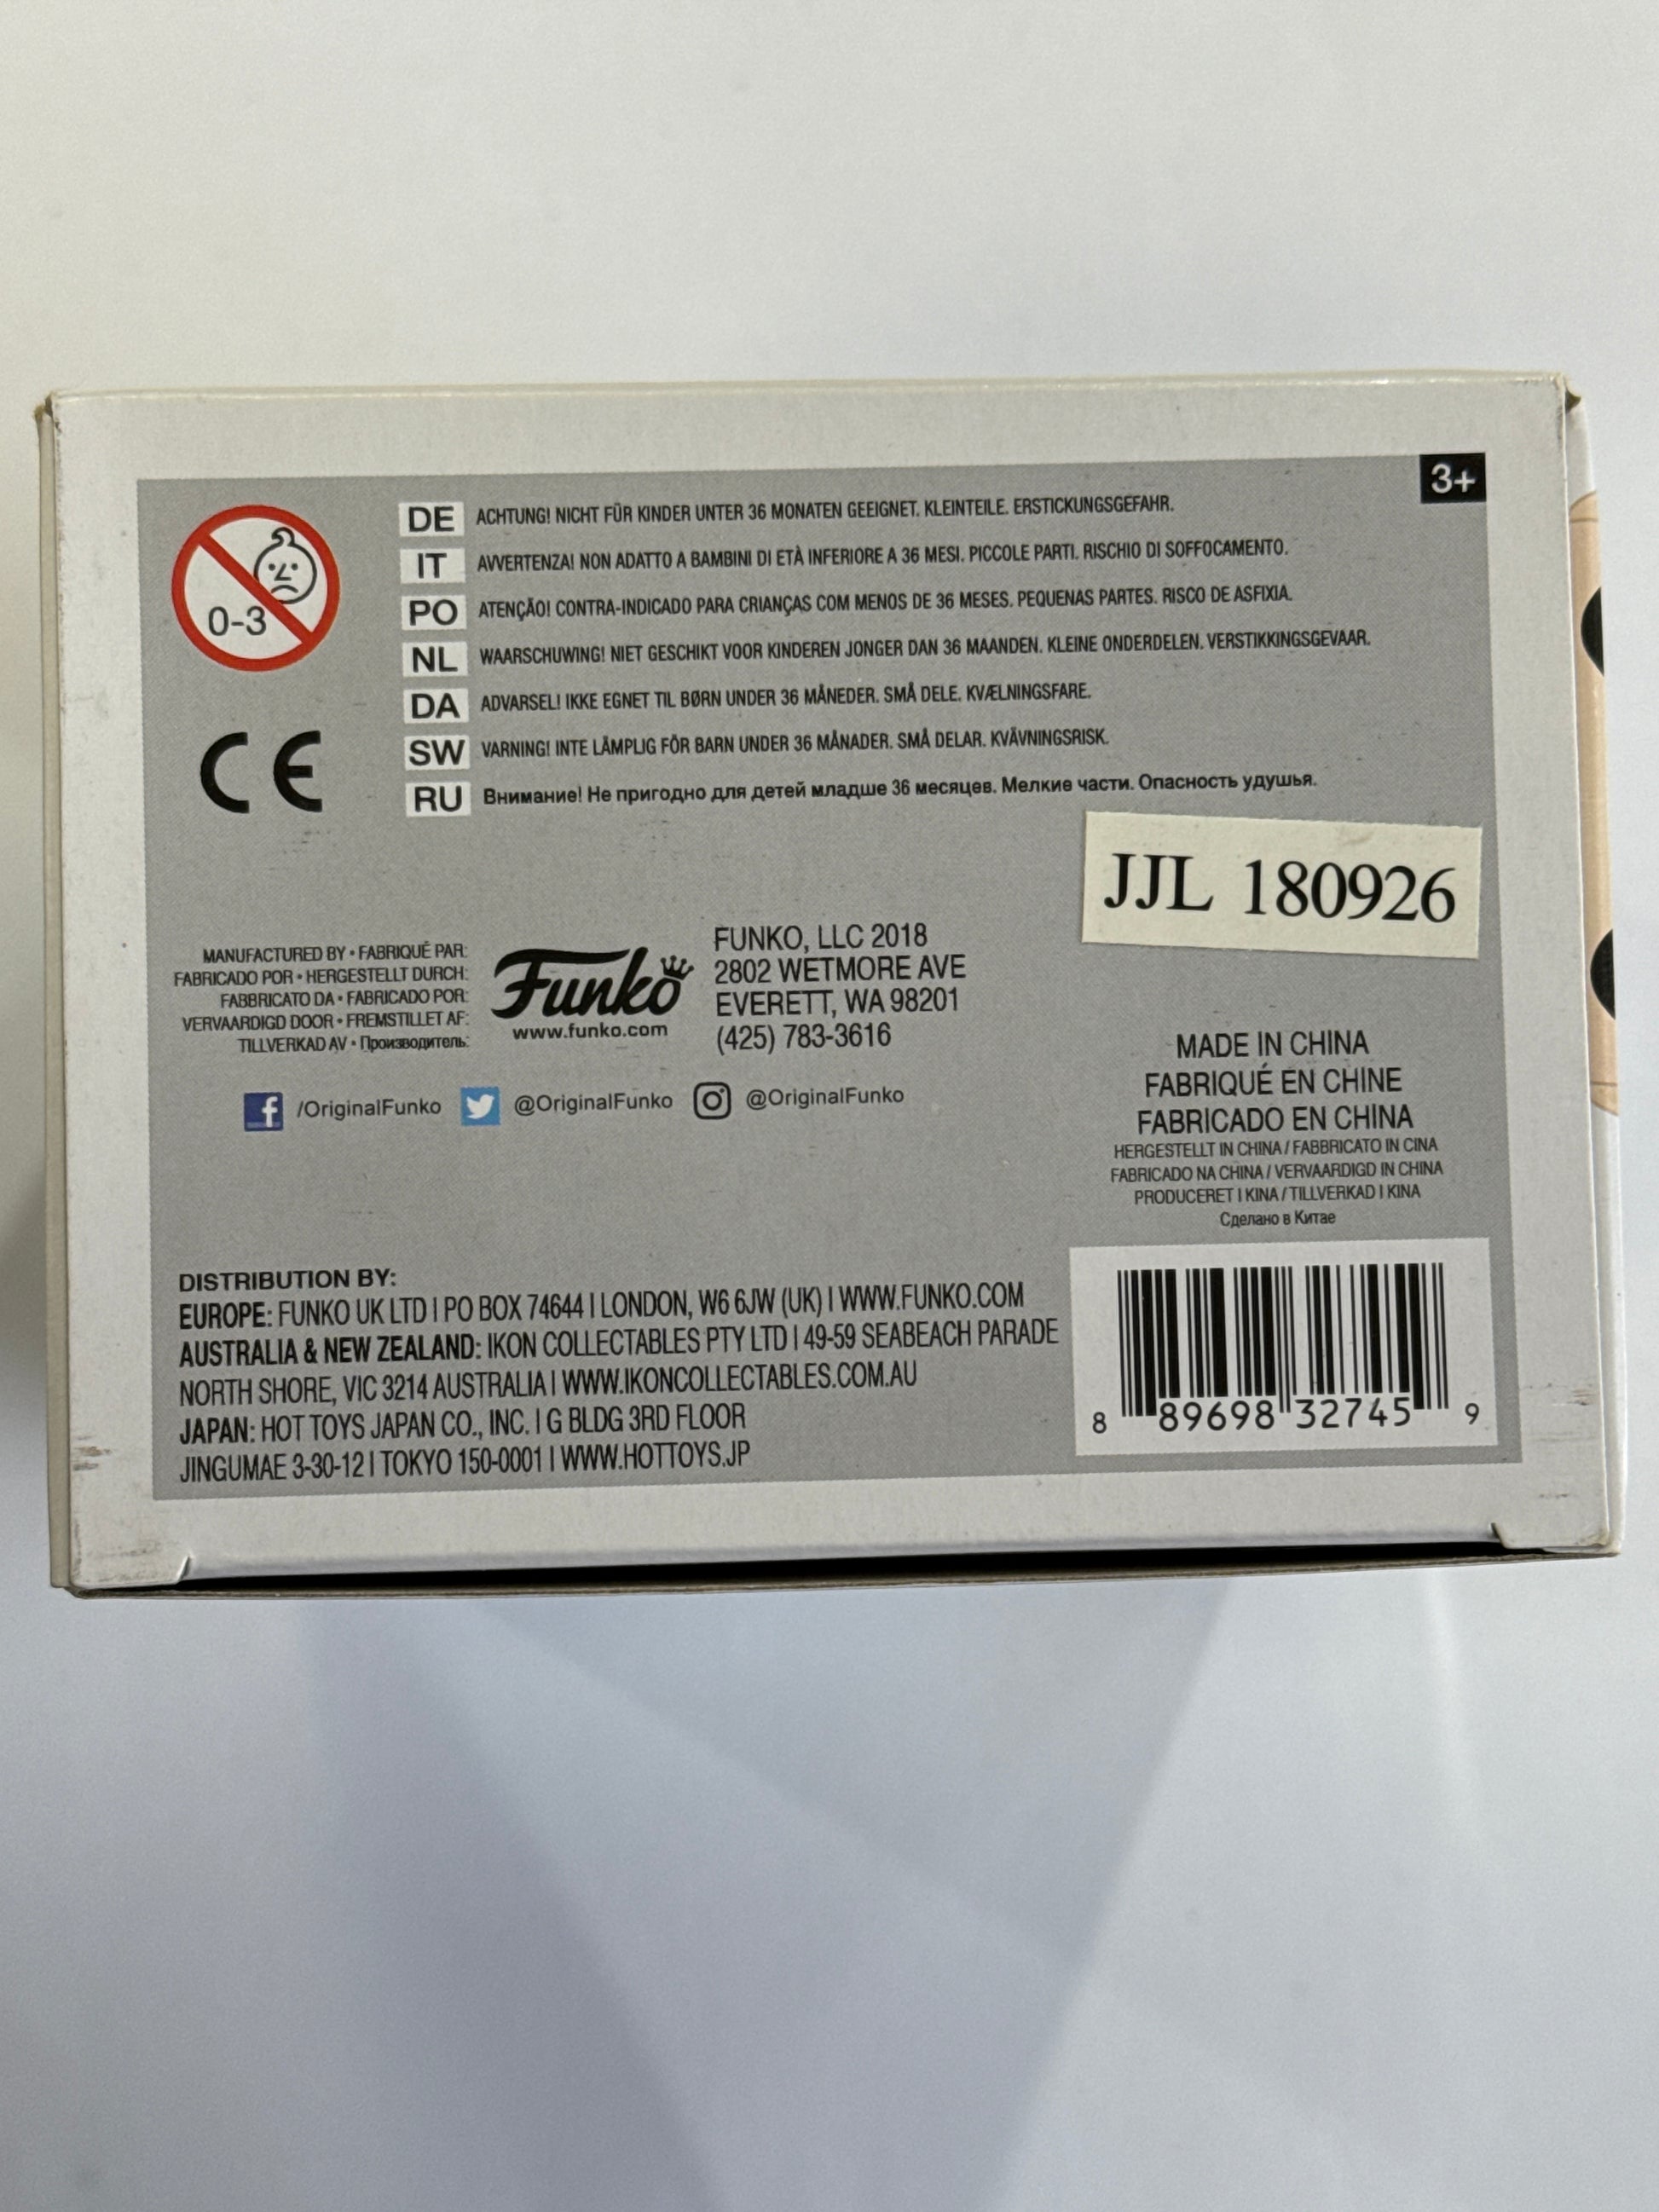 3+
0-3
DE ACHTUNG! NICHT FÜR KINDER UNTER 36 MONATEN GEEIGNET. KLEINTEILE. ERSTICKUNGSGEFAHR.
IT AVVERTENZA! NON ADATTO A BAMBINI DI ETÀ INFERIORE A 36 MESI. PICCOLE PARTI. RISCHIO DI SOFFOCAMENTO.
PO ATENÇÃO! CONTRA-INDICADO PARA CRIANÇAS COM MENOS DE 36 MESES. PEQUENAS PARTES. RISCO DE ASFIXIA.
NL WAARSCHUWING! NIET GESCHIKT VOOR KINDEREN JONGER DAN 36 MAANDEN. KLEINE ONDERDELEN. VERSTIKKINGSGEVAAR.
DA ADVARSEL! IKKE EGNET TIL BØRN UNDER 36 MÅNEDER. SMÅ DELE. KVÆLNINGSFARE.
SW VARNING! INTE LÄMPLIG FÖR BARN UNDER 36 MÅNADER. SMÅ DELAR. KVÄVNINGSRISK.
RU Внимание! Не пригодно для детей младше 36 месяцев. Мелкие части. Опасность удушья.
CE
JJL 180926
MANUFACTURED BY • FABRIQUÉ PAR:
FABRICADO POR • HERGESTELLT DURCH:
FABBRICATO DA • FABRICADO POR:
VERVAARDIGD DOOR • FREMSTILLET AF:
TILLVERKAD AV • Производитель:
Funko
www.funko.com
FUNKO, LLC 2018
2802 WETMORE AVE
EVERETT, WA 98201
(425) 783-3616
/OriginalFunko @OriginalFunko @OriginalFunko
MADE IN CHINA
FABRIQUÉ EN CHINE
FABRICADO EN CHINA
HERGESTELLT IN CHINA / FABBRICATO IN CINA
FABRICADO NA CHINA / VERVAARDIGD IN CHINA
PRODUCERET I KINA / TILLVERKAD I KINA
Сделано в Китае
DISTRIBUTION BY:
EUROPE: FUNKO UK LTD | PO BOX 74644 | LONDON, W6 6JW (UK) | WWW.FUNKO.COM
AUSTRALIA & NEW ZEALAND: IKON COLLECTABLES PTY LTD | 49-59 SEABEACH PARADE
NORTH SHORE, VIC 3214 AUSTRALIA | WWW.IKONCOLLECTABLES.COM.AU
JAPAN: HOT TOYS JAPAN CO., INC. | G BLDG 3RD FLOOR
JINGUMAE 3-30-12 | TOKYO 150-0001 | WWW.HOTTOYS.JP
8 89698 32745 9